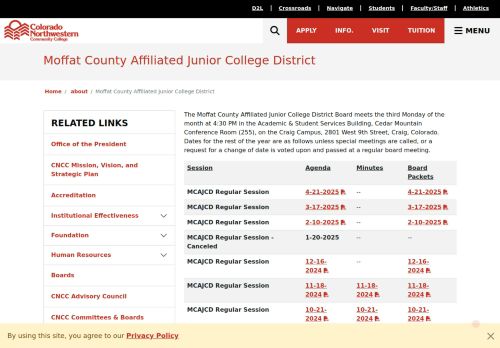 D2L | Crossroads | Navigate | Students | Faculty/Staff | Athletics
Colorado
Northwestern
Community College
APPLY INFO. VISIT TUITION MENU
Moffat County Affiliated Junior College District
Home / about / Moffat County Affiliated Junior College District
RELATED LINKS
Office of the President
CNCC Mission, Vision, and
Strategic Plan
Accreditation
Institutional Effectiveness
Foundation
Human Resources
Boards
CNCC Advisory Council
CNCC Committees & Boards
The Moffat County Affiliated Junior College District Board meets the third Monday of the
month at 4:30 PM in the Academic & Student Services Building, Cedar Mountain
Conference Room (255), on the Craig Campus, 2801 West 9th Street, Craig, Colorado.
Dates for the rest of the year are as follows unless special meetings are called, or a
request for a change of date is voted upon and passed at a regular board meeting.
Session Agenda Minutes Board
Packets
MCAJCD Regular Session 4-21-2025 -- 4-21-2025
MCAJCD Regular Session 3-17-2025 -- 3-17-2025
MCAJCD Regular Session 2-10-2025 -- 2-10-2025
MCAJCD Regular Session - 1-20-2025 -- --
Canceled
MCAJCD Regular Session 12-16- -- 12-16-
2024 2024
MCAJCD Regular Session 11-18- 11-18- 11-18-
2024 2024 2024
MCAJCD Regular Session 10-21- 10-21- 10-21-
2024 2024 2024
By using this site, you agree to our Privacy Policy